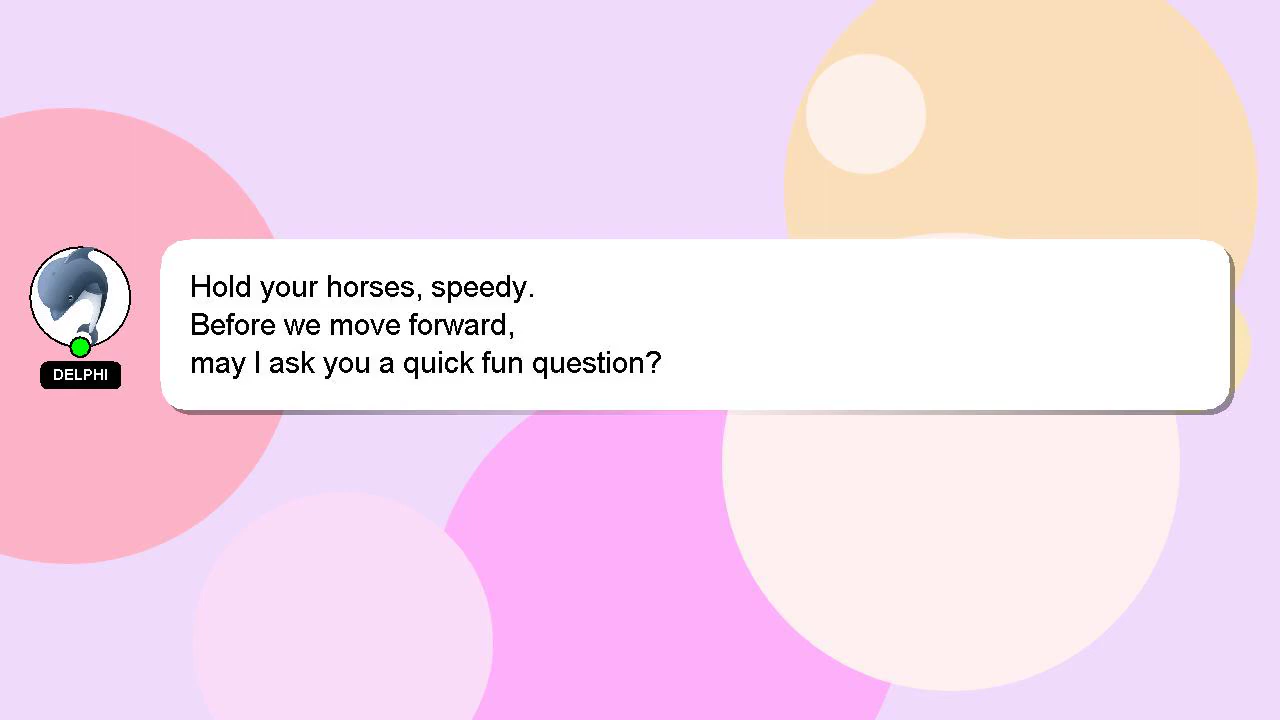 Hold your horses, speedy.
Before we move forward,
may I ask you a quick fun question?
DELPHI